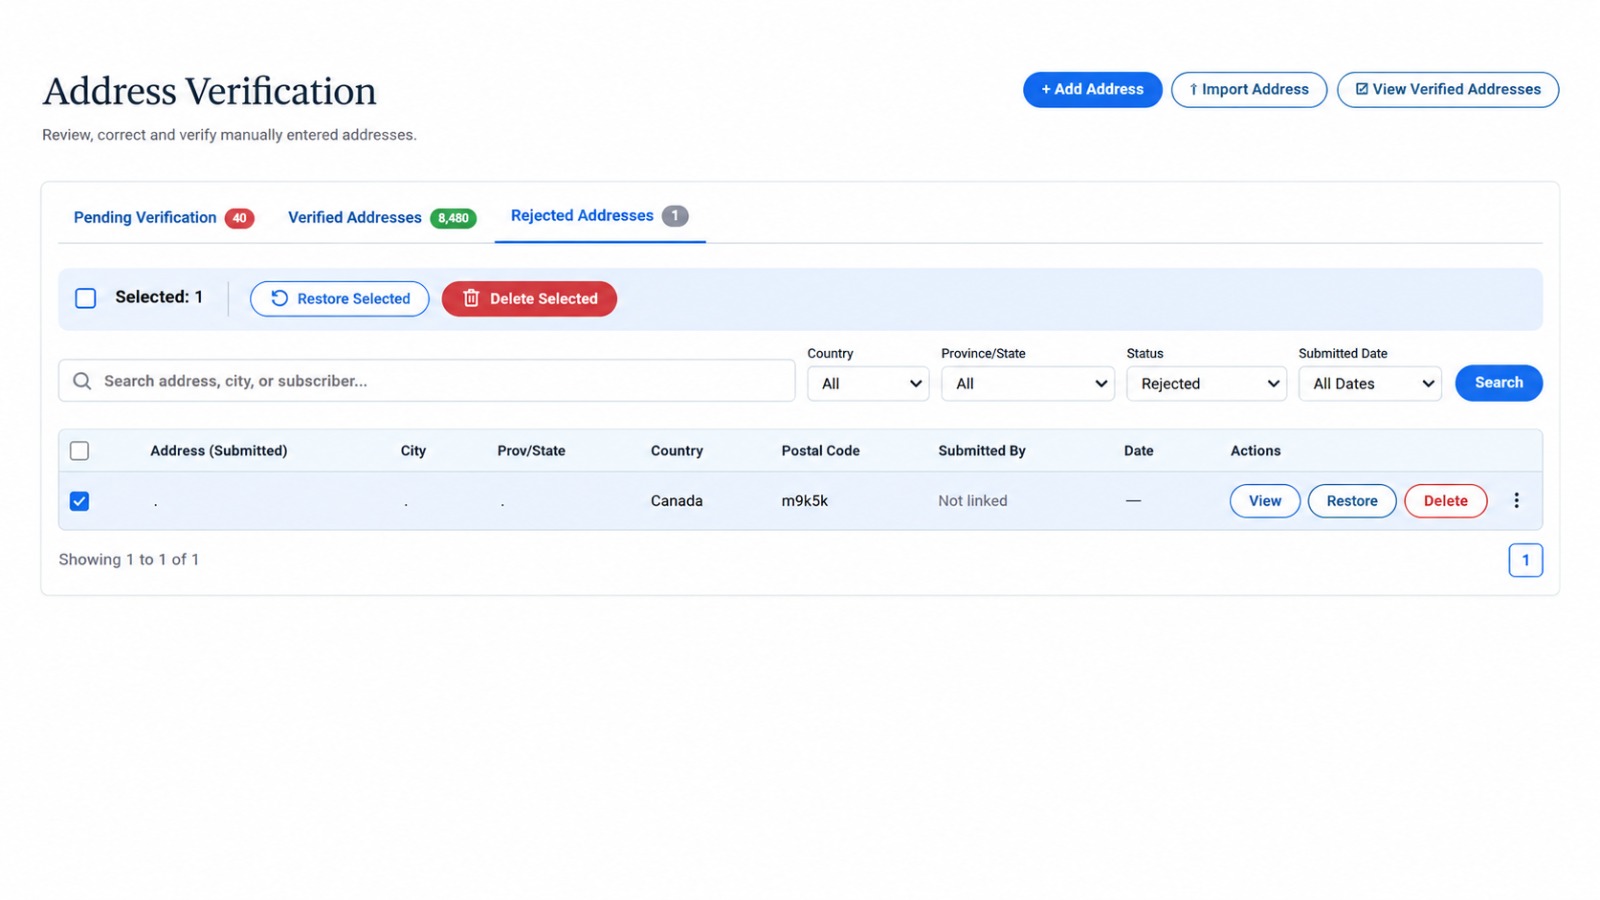 Address Verification
+ Add Address
↑ Import Address
View Verified Addresses
Review, correct and verify manually entered addresses.
Pending Verification 40
Verified Addresses 8,480
Rejected Addresses 1
Selected: 1
Restore Selected
Delete Selected
Country
Province/State
Status
Submitted Date
Search address, city, or subscriber...
All
All
Rejected
All Dates
Search
Address (Submitted) City Prov/State Country Postal Code Submitted By Date Actions
. . . Canada m9k5k Not linked — View Restore Delete
Showing 1 to 1 of 1
1